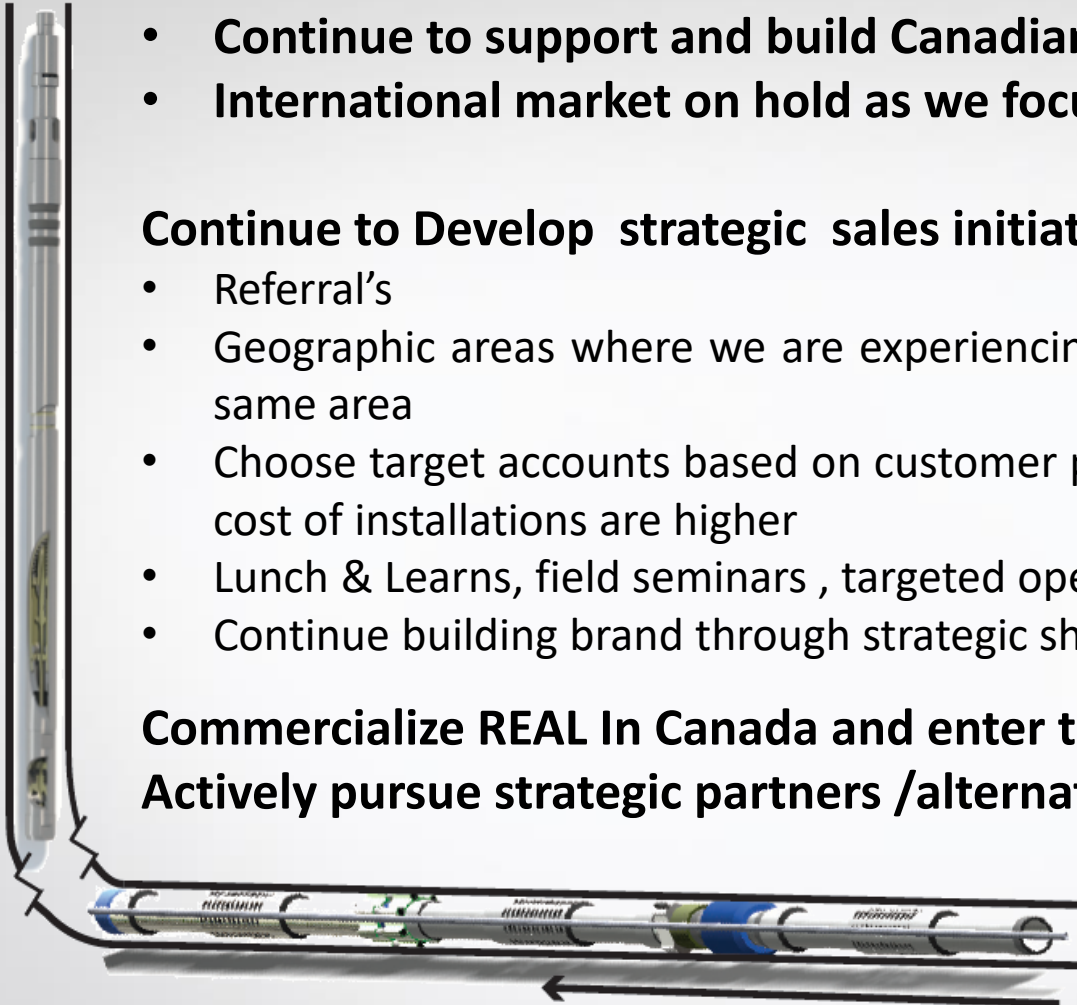 • Continue to support and build Canadian
• International market on hold as we focu
Continue to Develop strategic sales initiat
• Referral’s
• Geographic areas where we are experiencin
same area
• Choose target accounts based on customer p
cost of installations are higher
• Lunch & Learns, field seminars , targeted ope
• Continue building brand through strategic sh
Commercialize REAL In Canada and enter t
Actively pursue strategic partners /alternat